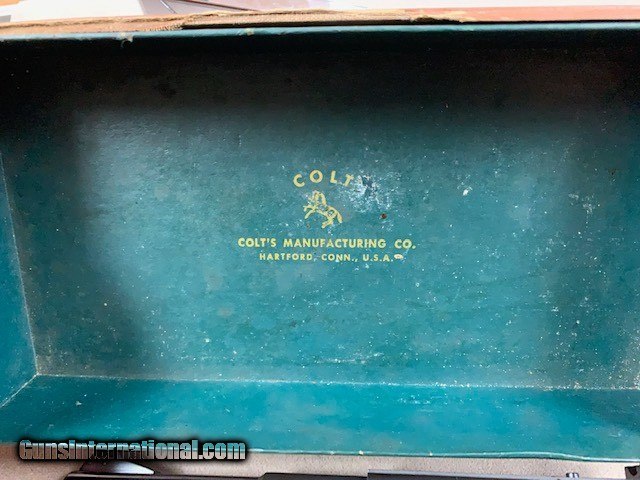 COLT
COLT'S MANUFACTURING CO.
HARTFORD, CONN., U.S.A.
GunsInternational.com